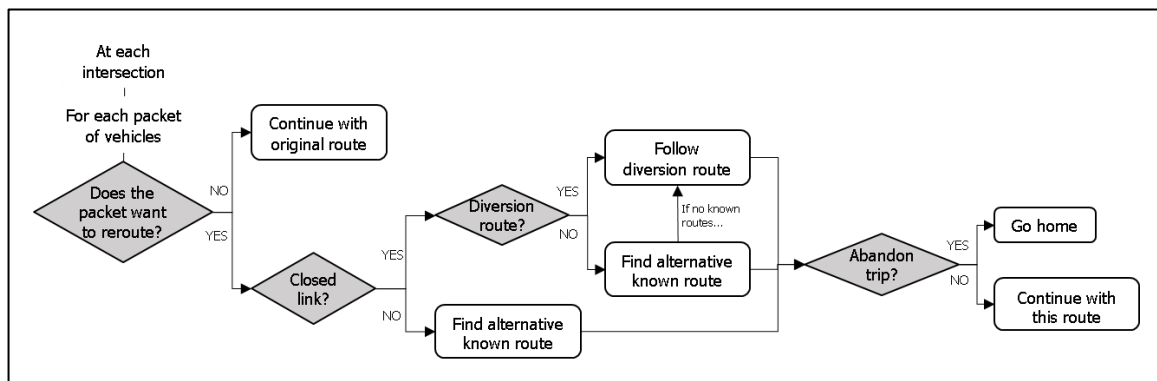 At each
intersection
For each packet
of vehicles
Does the
packet want
to reroute?
NO
YES
Continue with
original route
Closed
link?
YES
NO
Diversion
route?
YES
NO
Follow
diversion route
If no known
routes...
Find alternative
known route
Find alternative
known route
Abandon
trip?
YES
NO
Go home
Continue with
this route